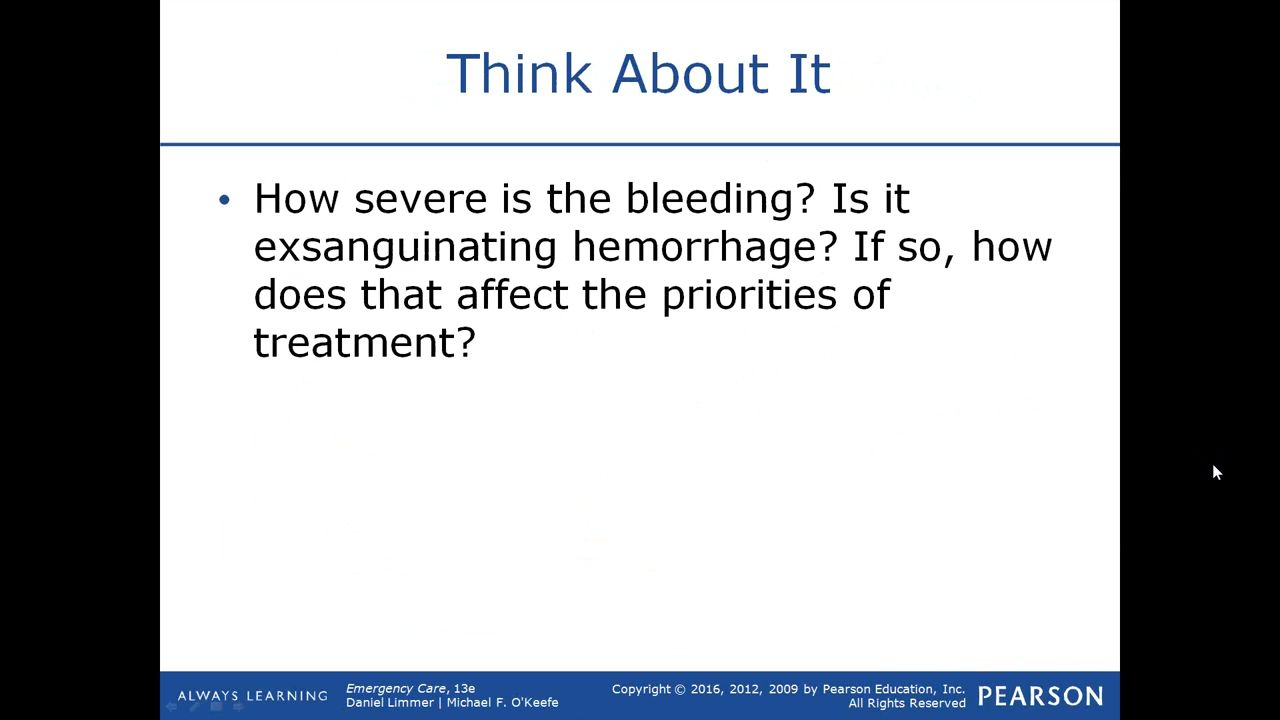 Think About It
• How severe is the bleeding? Is it
exsanguinating hemorrhage? If so, how
does that affect the priorities of
treatment?
ALWAYS LEARNING
Emergency Care, 13e
Daniel Limmer | Michael F. O'Keefe
Copyright © 2016, 2012, 2009 by Pearson Education, Inc.
All Rights Reserved
PEARSON